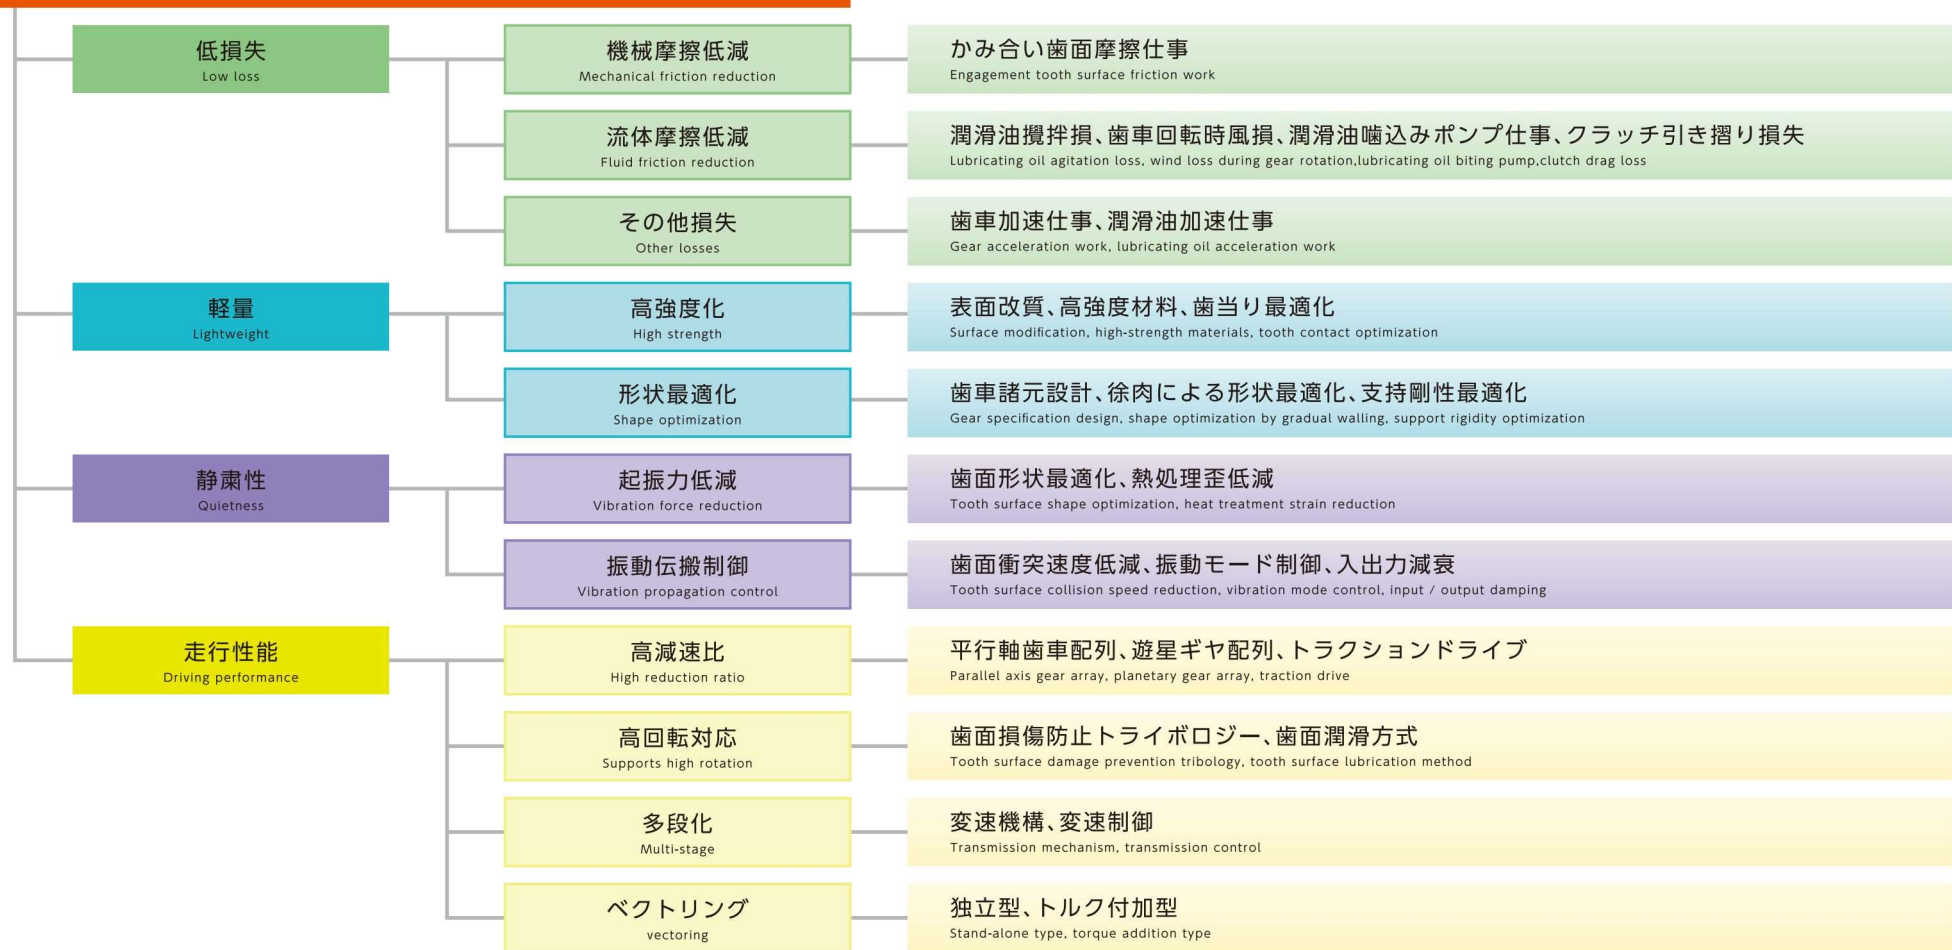 低損失
Low loss
機械摩擦低減
Mechanical friction reduction
かみ合い歯面摩擦仕事
Engagement tooth surface friction work
流体摩擦低減
Fluid friction reduction
潤滑油攪拌損、歯車回転時風損、潤滑油噛込みポンプ仕事、クラッチ引き摺り損失
Lubricating oil agitation loss, wind loss during gear rotation,lubricating oil biting pump,clutch drag loss
その他損失
Other losses
歯車加速仕事、潤滑油加速仕事
Gear acceleration work, lubricating oil acceleration work
軽量
Lightweight
高強度化
High strength
表面改質、高強度材料、歯当り最適化
Surface modification, high-strength materials, tooth contact optimization
形状最適化
Shape optimization
歯車諸元設計、徐肉による形状最適化、支持剛性最適化
Gear specification design, shape optimization by gradual walling, support rigidity optimization
静粛性
Quietness
起振力低減
Vibration force reduction
歯面形状最適化、熱処理歪低減
Tooth surface shape optimization, heat treatment strain reduction
振動伝搬制御
Vibration propagation control
歯面衝突速度低減、振動モード制御、入出力減衰
Tooth surface collision speed reduction, vibration mode control, input / output damping
走行性能
Driving performance
高減速比
High reduction ratio
平行軸歯車配列、遊星ギヤ配列、トラクションドライブ
Parallel axis gear array, planetary gear array, traction drive
高回転対応
Supports high rotation
歯面損傷防止トライボロジー、歯面潤滑方式
Tooth surface damage prevention tribology, tooth surface lubrication method
多段化
Multi-stage
変速機構、変速制御
Transmission mechanism, transmission control
ベクトリング
vectoring
独立型、トルク付加型
Stand-alone type, torque addition type